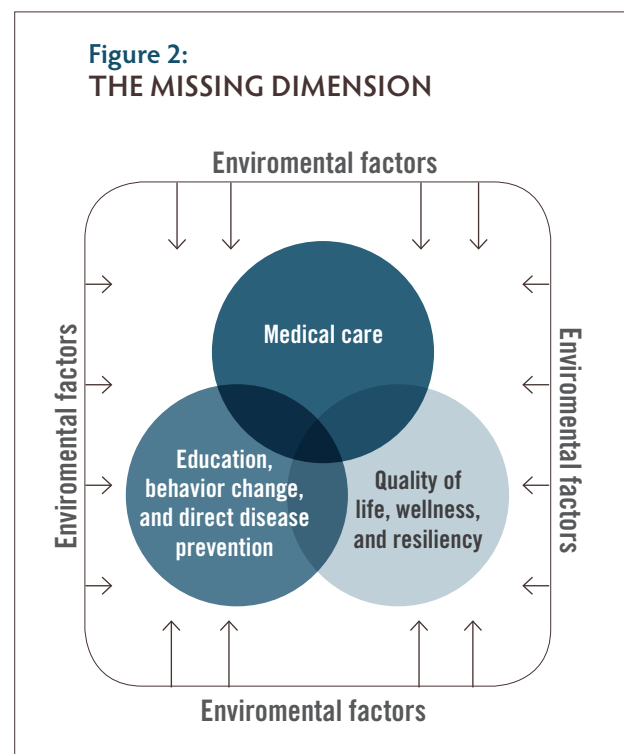 Figure 2:
THE MISSING DIMENSION
Enviromental factors
Enviromental factors
Medical care
Education,
behavior change,
and direct disease
prevention
Quality of
life, wellness,
and resiliency
Enviromental factors
Enviromental factors